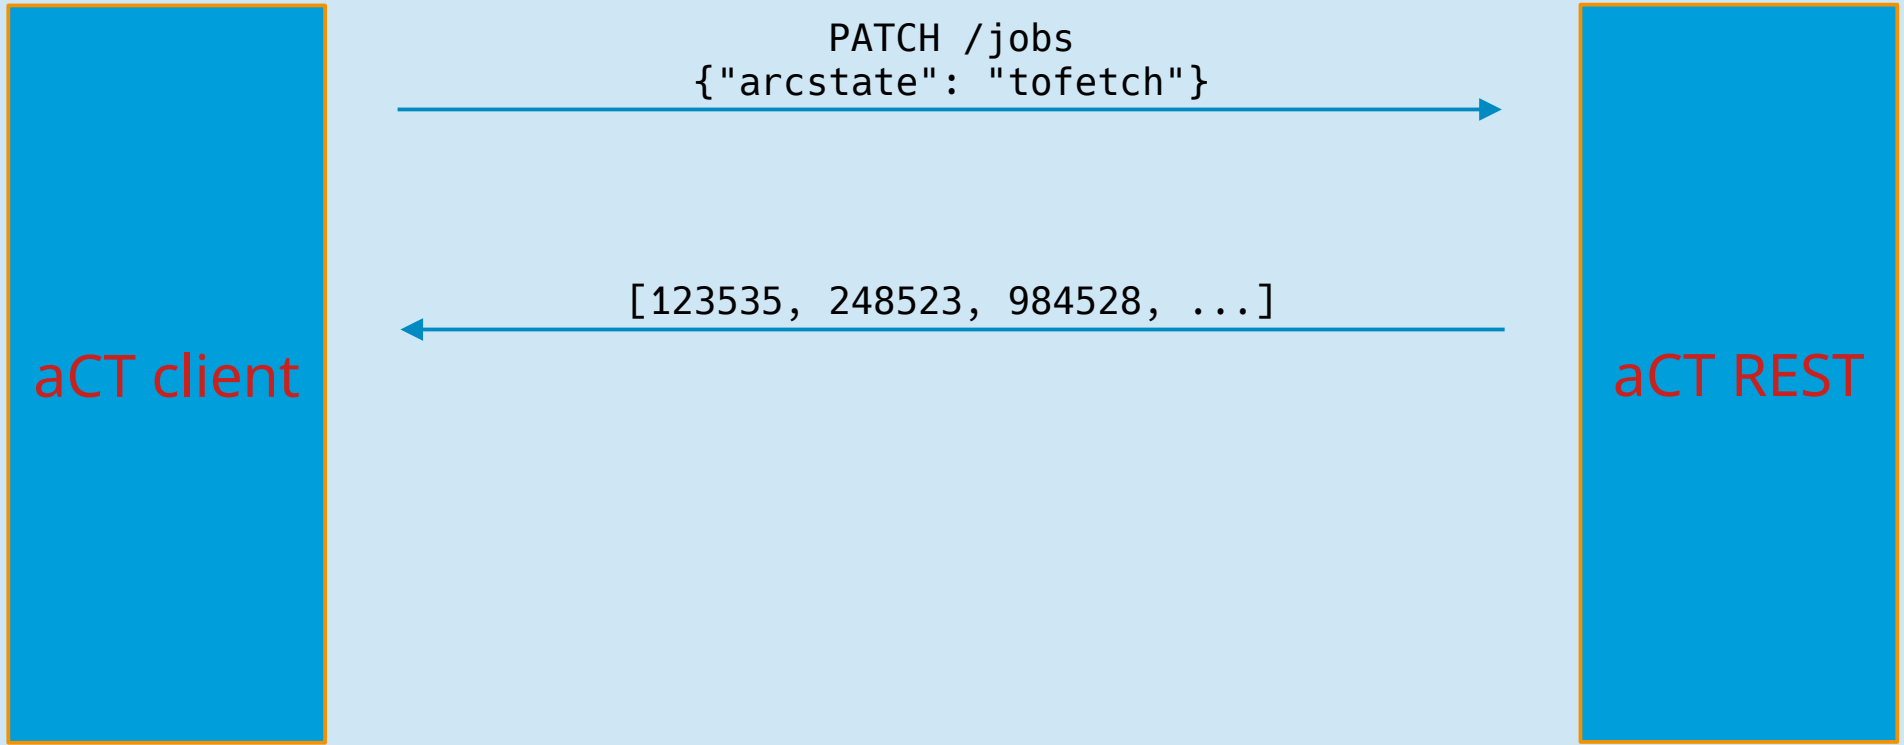 PATCH /jobs
{"arcstate": "tofetch"}
[123535, 248523, 984528, ...]
aCT client
aCT REST